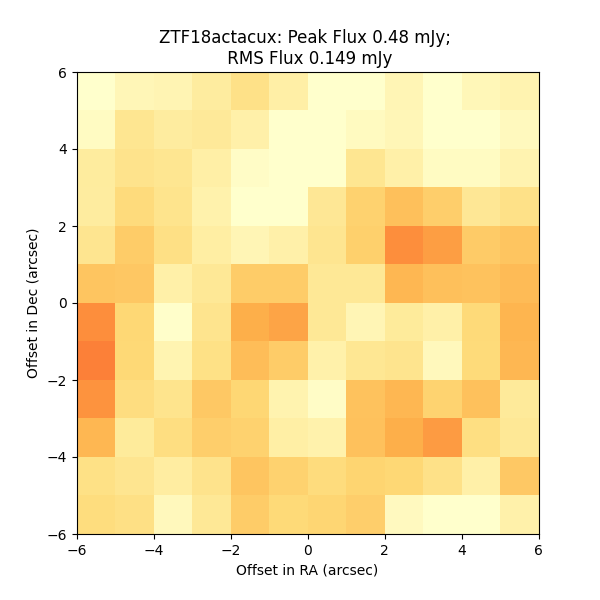 ZTF18actacux: Peak Flux 0.48 mJy;
RMS Flux 0.149 mJy
6
4
2
0
−2
−4
−6
Offset in Dec (arcsec)
−6 −4 −2 0 2 4 6
Offset in RA (arcsec)